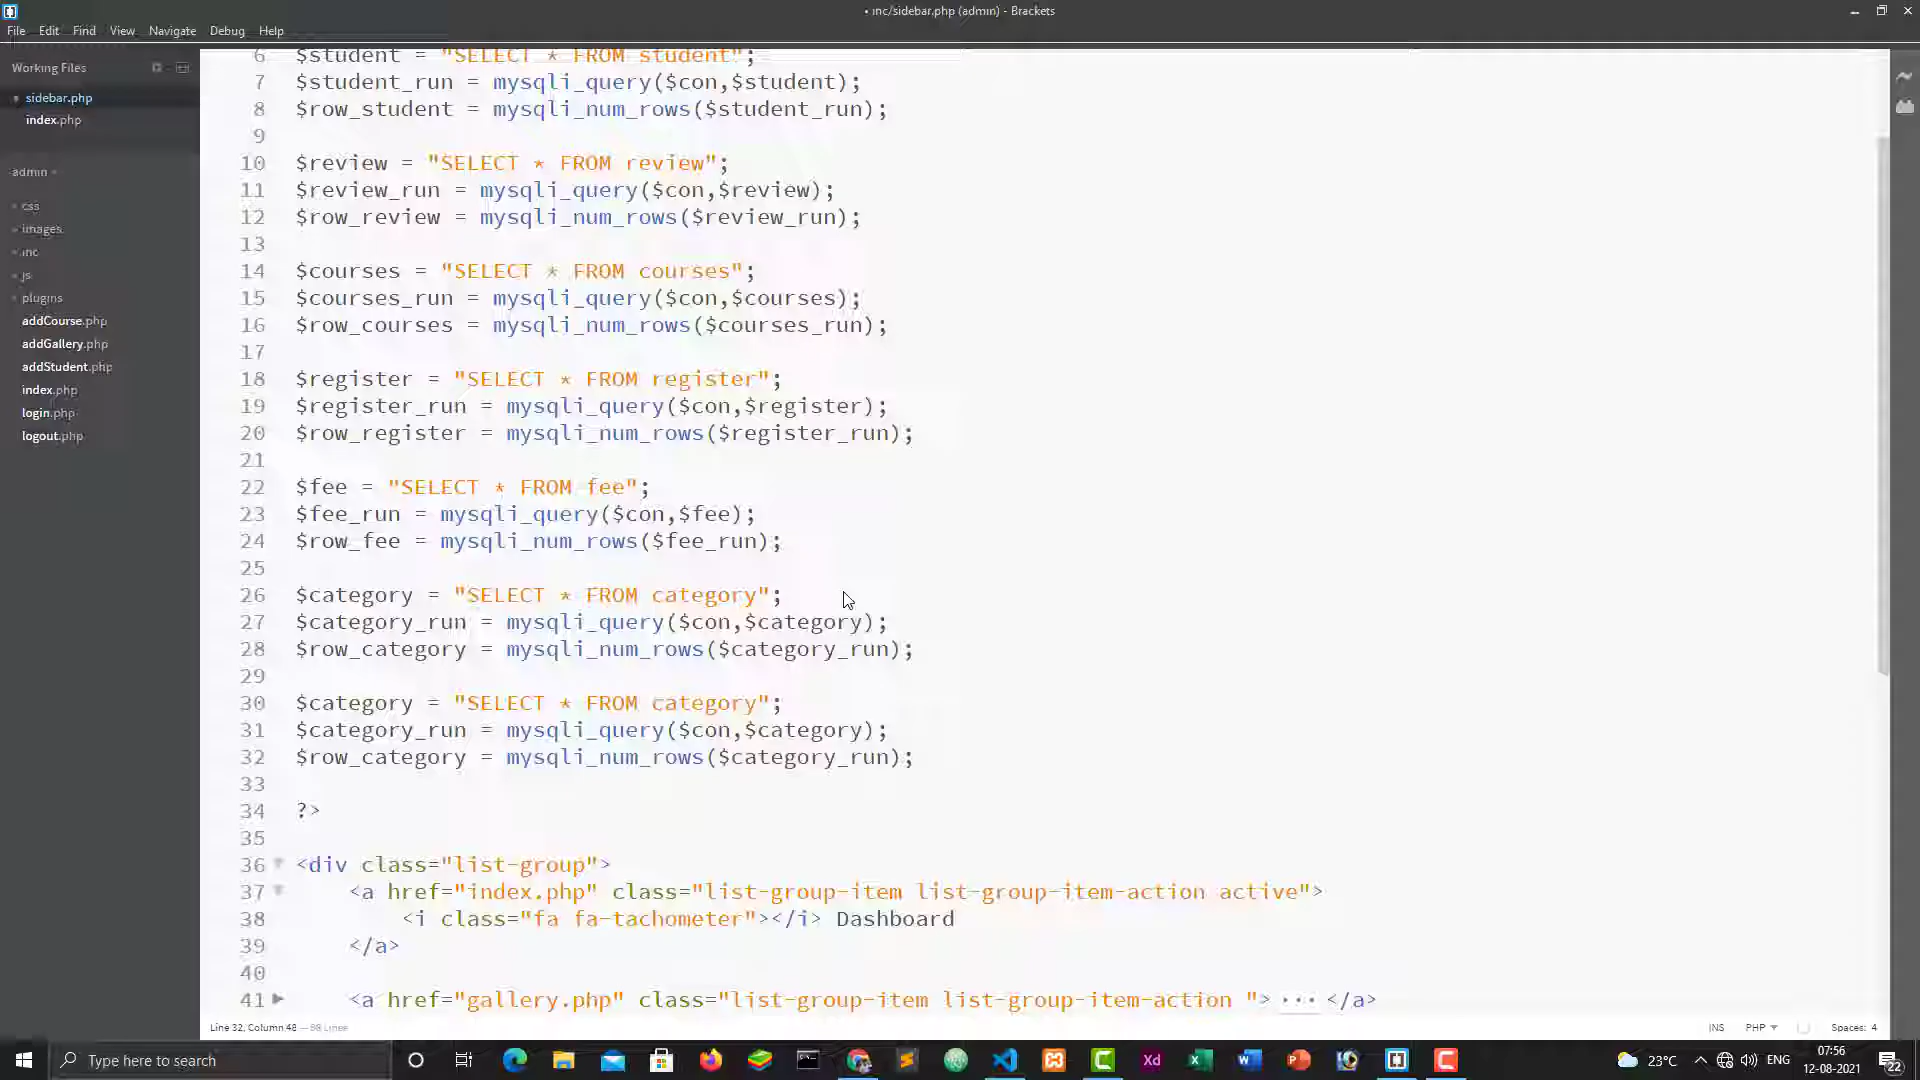 • inc/sidebar.php (admin) - Brackets
File Edit Find View Navigate Debug Help
Working Files
sidebar.php
index.php
admin
css
images
inc
js
plugins
addCourse.php
addGallery.php
addStudent.php
index.php
login.php
logout.php
6 $student = "SELECT * FROM student";
7 $student_run = mysqli_query($con,$student);
8 $row_student = mysqli_num_rows($student_run);
9
10 $review = "SELECT * FROM review";
11 $review_run = mysqli_query($con,$review);
12 $row_review = mysqli_num_rows($review_run);
13
14 $courses = "SELECT * FROM courses";
15 $courses_run = mysqli_query($con,$courses);
16 $row_courses = mysqli_num_rows($courses_run);
17
18 $register = "SELECT * FROM register";
19 $register_run = mysqli_query($con,$register);
20 $row_register = mysqli_num_rows($register_run);
21
22 $fee = "SELECT * FROM fee";
23 $fee_run = mysqli_query($con,$fee);
24 $row_fee = mysqli_num_rows($fee_run);
25
26 $category = "SELECT * FROM category";
27 $category_run = mysqli_query($con,$category);
28 $row_category = mysqli_num_rows($category_run);
29
30 $category = "SELECT * FROM category";
31 $category_run = mysqli_query($con,$category);
32 $row_category = mysqli_num_rows($category_run);
33
34 ?>
35
36 <div class="list-group">
37 <a href="index.php" class="list-group-item list-group-item-action active">
38 <i class="fa fa-tachometer"></i> Dashboard
39 </a>
40
41 <a href="gallery.php" class="list-group-item list-group-item-action ">...</a>
Line 32, Column 48 — 98 Lines
INS PHP Spaces: 4
Type here to search
23°C ENG
07:56
12-08-2021
22